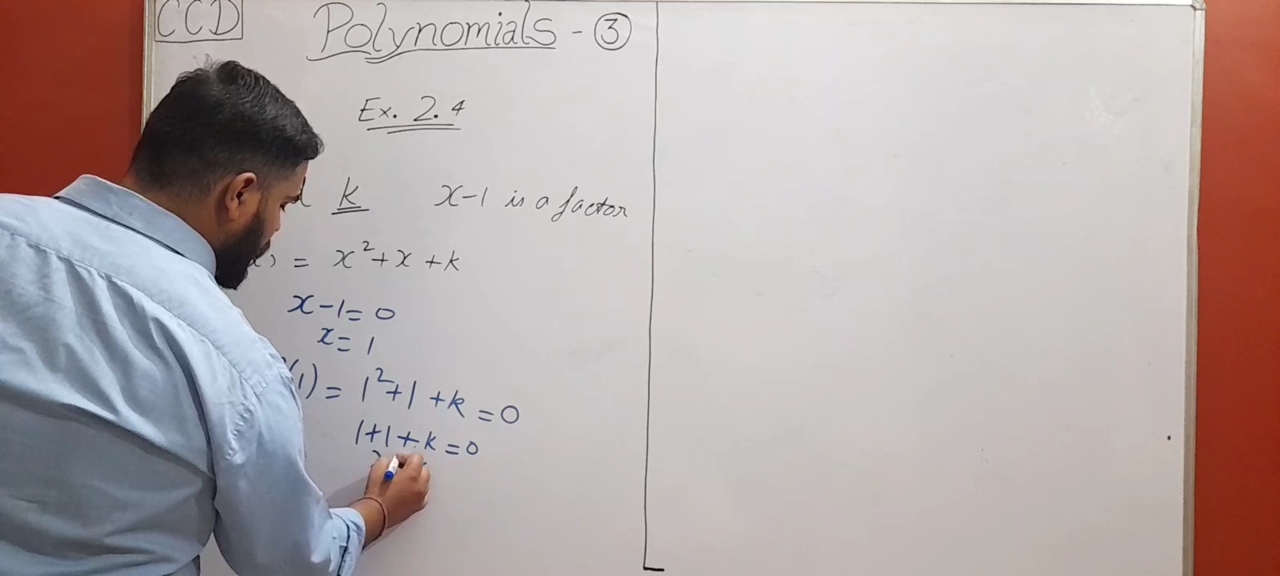 CCD
Polynomials - ③
Ex. 2.4
k x-1 is a factor
= x²+x+k
x-1=0
x=1
(1) = 1²+1+k=0
1+1+k=0